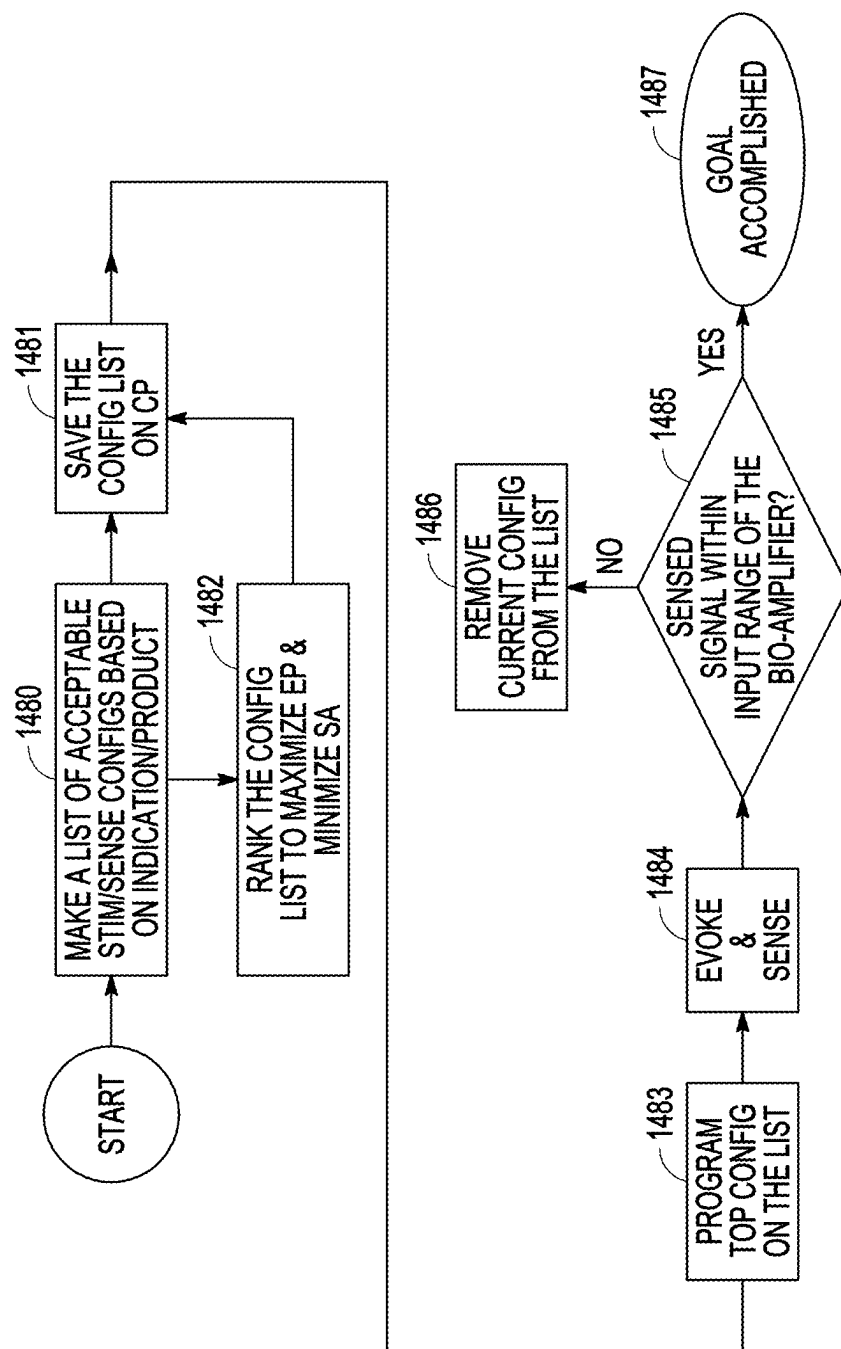 START
1480
MAKE A LIST OF ACCEPTABLE
STIM/SENSE CONFIGS BASED
ON INDICATION/PRODUCT
1481
SAVE THE
CONFIG LIST
ON CP
1482
RANK THE CONFIG
LIST TO MAXIMIZE EP &
MINIMIZE SA
1483
PROGRAM
TOP CONFIG
ON THE LIST
1484
EVOKE
&
SENSE
1485
SENSED
SIGNAL WITHIN
INPUT RANGE OF THE
BIO-AMPLIFIER?
NO
1486
REMOVE
CURRENT CONFIG
FROM THE LIST
YES
1487
GOAL
ACCOMPLISHED